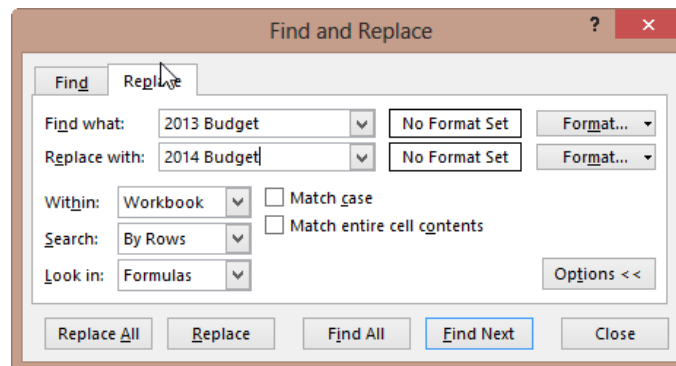 Find and Replace ? ×
Find Replace
Find what: 2013 Budget No Format Set Format...
Replace with: 2014 Budget No Format Set Format...
Within: Workbook Match case
Search: By Rows Match entire cell contents
Look in: Formulas Options <<
Replace All Replace Find All Find Next Close